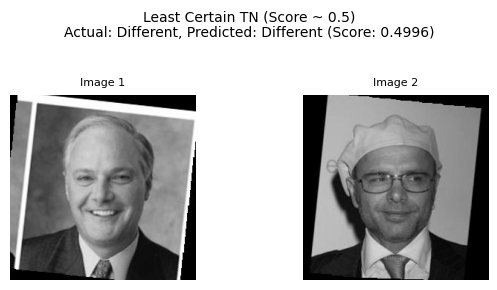 Least Certain TN (Score ~ 0.5)
Actual: Different, Predicted: Different (Score: 0.4996)
Image 1
Image 2